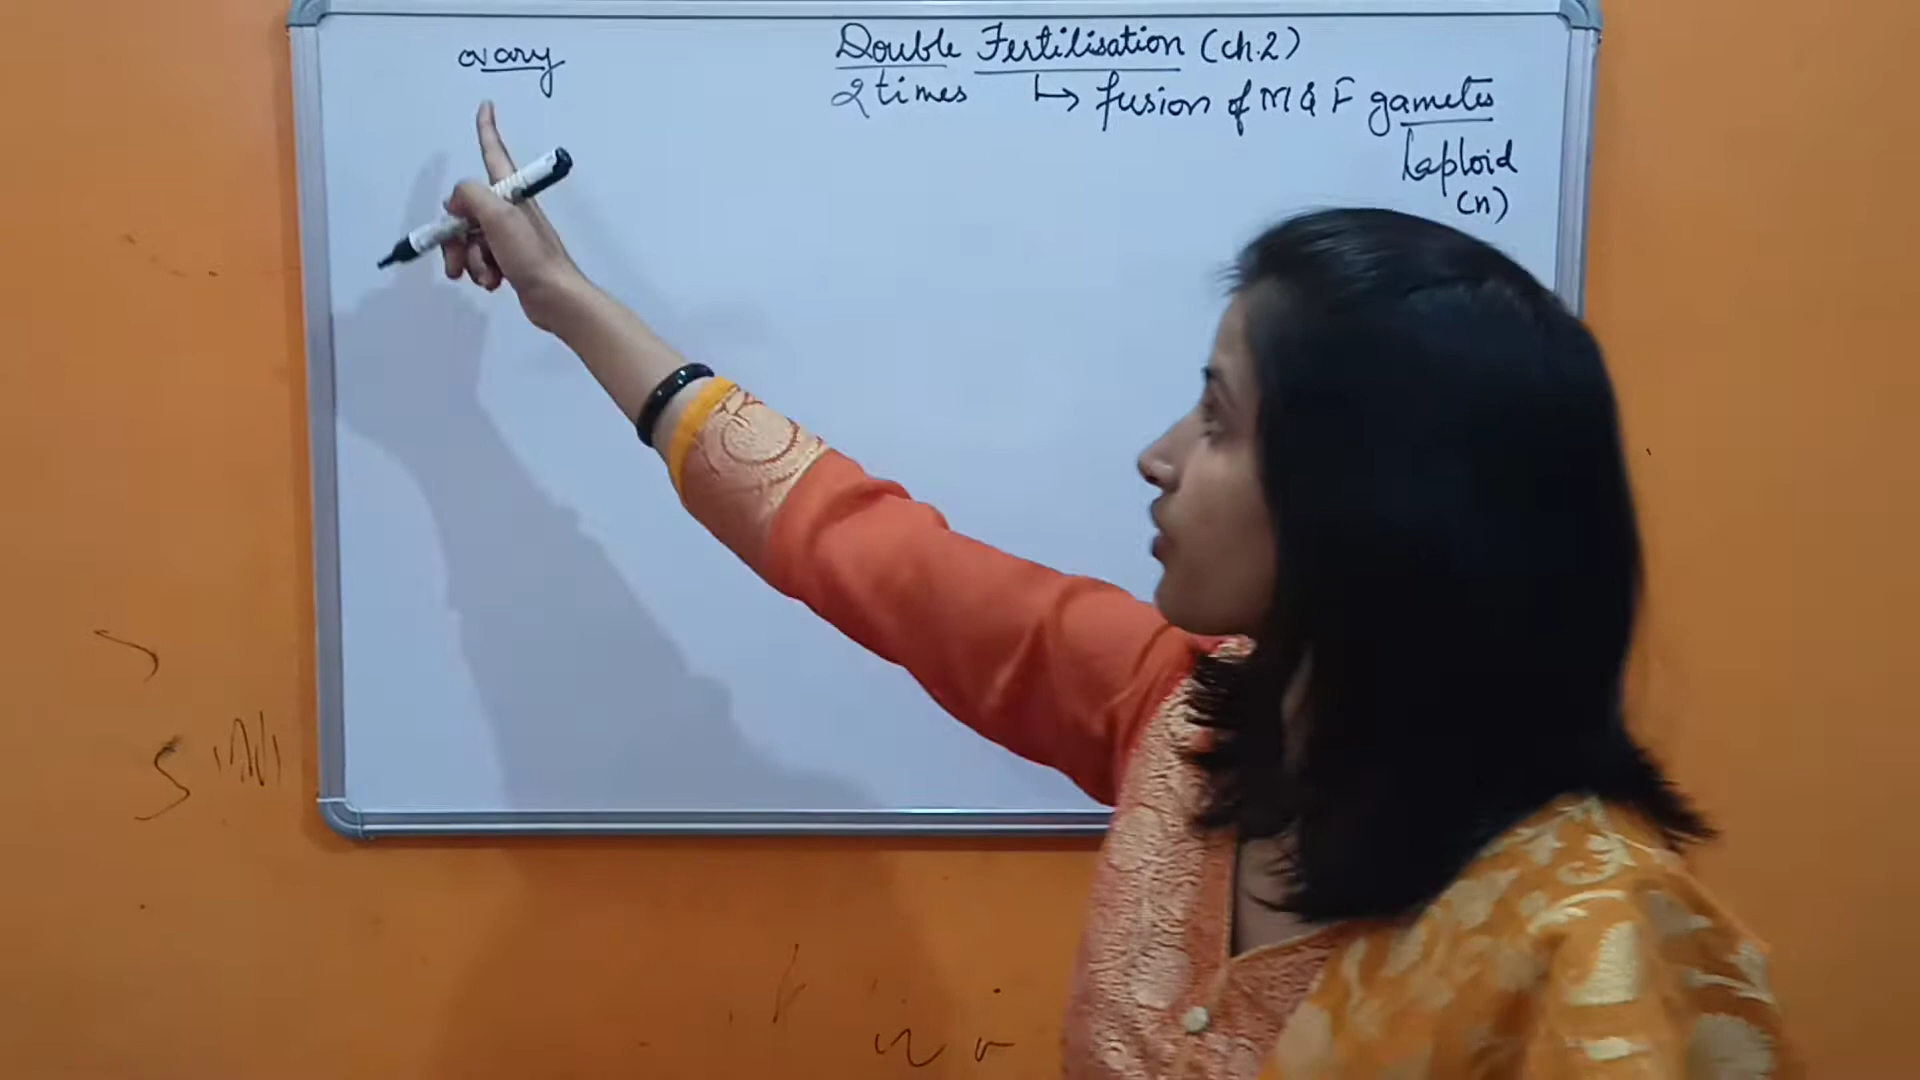 ovary
Double Fertilisation (ch.2)
2 times ↳ fusion of M & F gametes
haploid
(n)